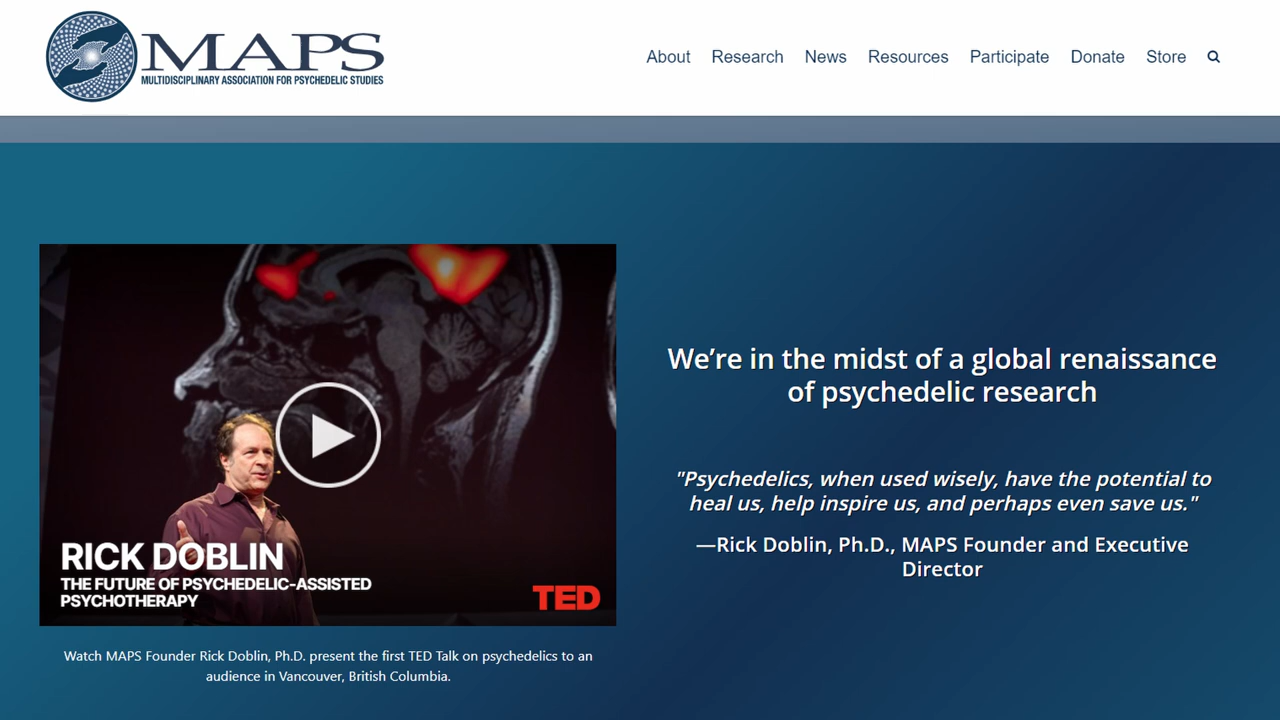 MAPS
MULTIDISCIPLINARY ASSOCIATION FOR PSYCHEDELIC STUDIES
About Research News Resources Participate Donate Store
RICK DOBLIN
THE FUTURE OF PSYCHEDELIC-ASSISTED
PSYCHOTHERAPY
TED
Watch MAPS Founder Rick Doblin, Ph.D. present the first TED Talk on psychedelics to an
audience in Vancouver, British Columbia.
We’re in the midst of a global renaissance
of psychedelic research
"Psychedelics, when used wisely, have the potential to
heal us, help inspire us, and perhaps even save us."
—Rick Doblin, Ph.D., MAPS Founder and Executive
Director